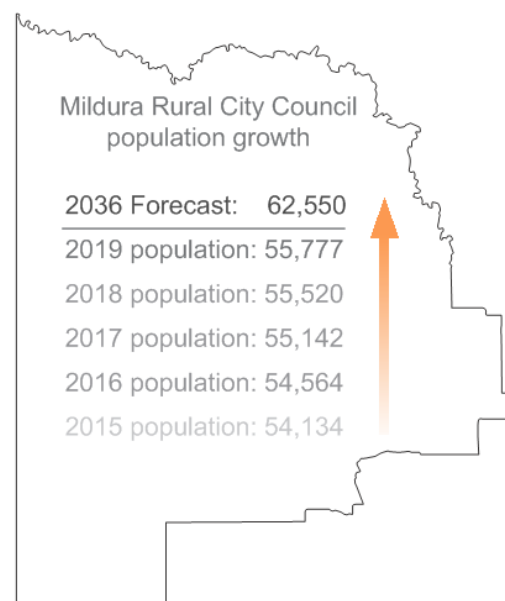 Mildura Rural City Council
population growth
2036 Forecast: 62,550
2019 population: 55,777
2018 population: 55,520
2017 population: 55,142
2016 population: 54,564
2015 population: 54,134